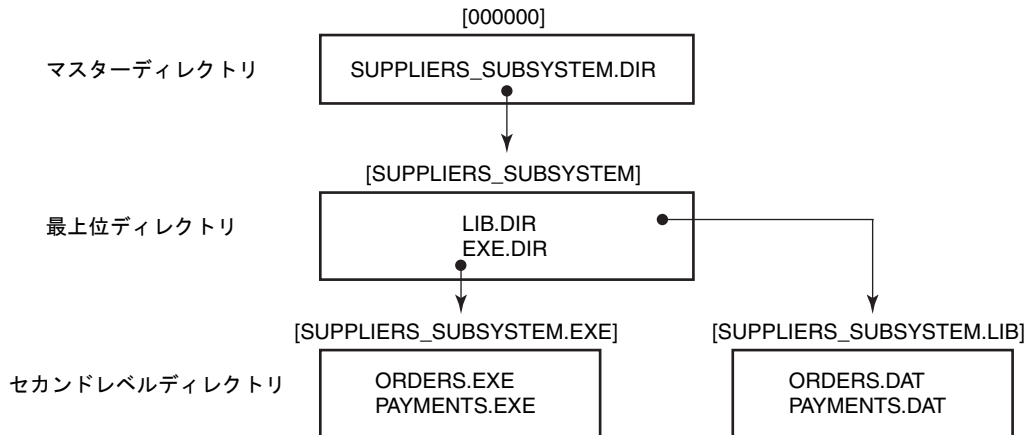 [000000]
マスターディレクトリ
SUPPLIERS_SUBSYSTEM.DIR
[SUPPLIERS_SUBSYSTEM]
最上位ディレクトリ
LIB.DIR
EXE.DIR
[SUPPLIERS_SUBSYSTEM.EXE]
[SUPPLIERS_SUBSYSTEM.LIB]
セカンドレベルディレクトリ
ORDERS.EXE
PAYMENTS.EXE
ORDERS.DAT
PAYMENTS.DAT